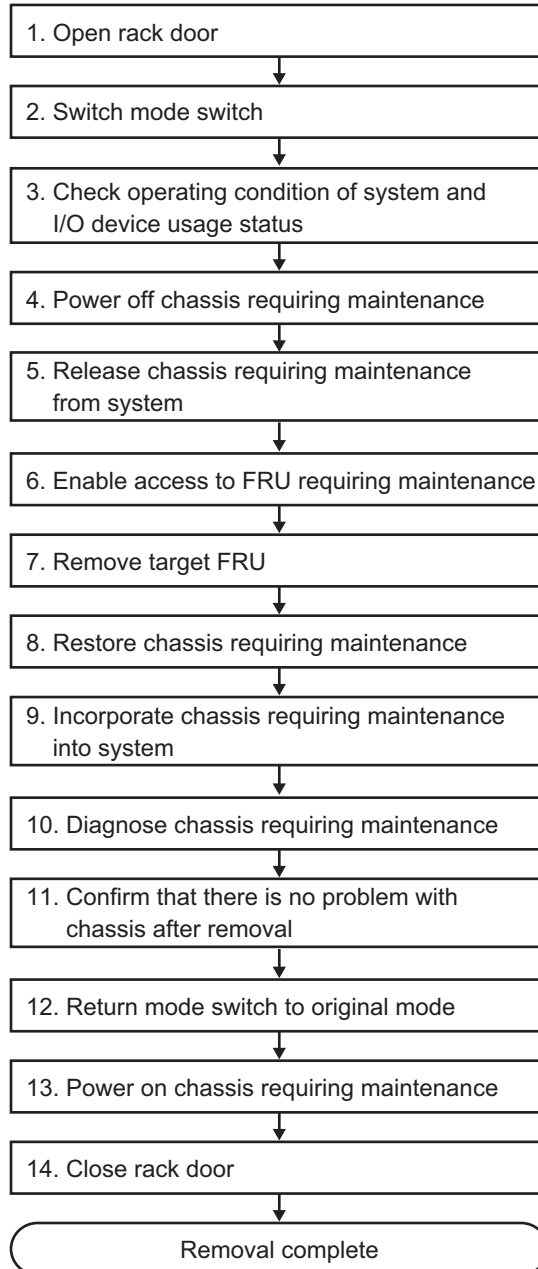 1. Open rack door
2. Switch mode switch
3. Check operating condition of system and
I/O device usage status
4. Power off chassis requiring maintenance
5. Release chassis requiring maintenance
from system
6. Enable access to FRU requiring maintenance
7. Remove target FRU
8. Restore chassis requiring maintenance
9. Incorporate chassis requiring maintenance
into system
10. Diagnose chassis requiring maintenance
11. Confirm that there is no problem with
chassis after removal
12. Return mode switch to original mode
13. Power on chassis requiring maintenance
14. Close rack door
Removal complete